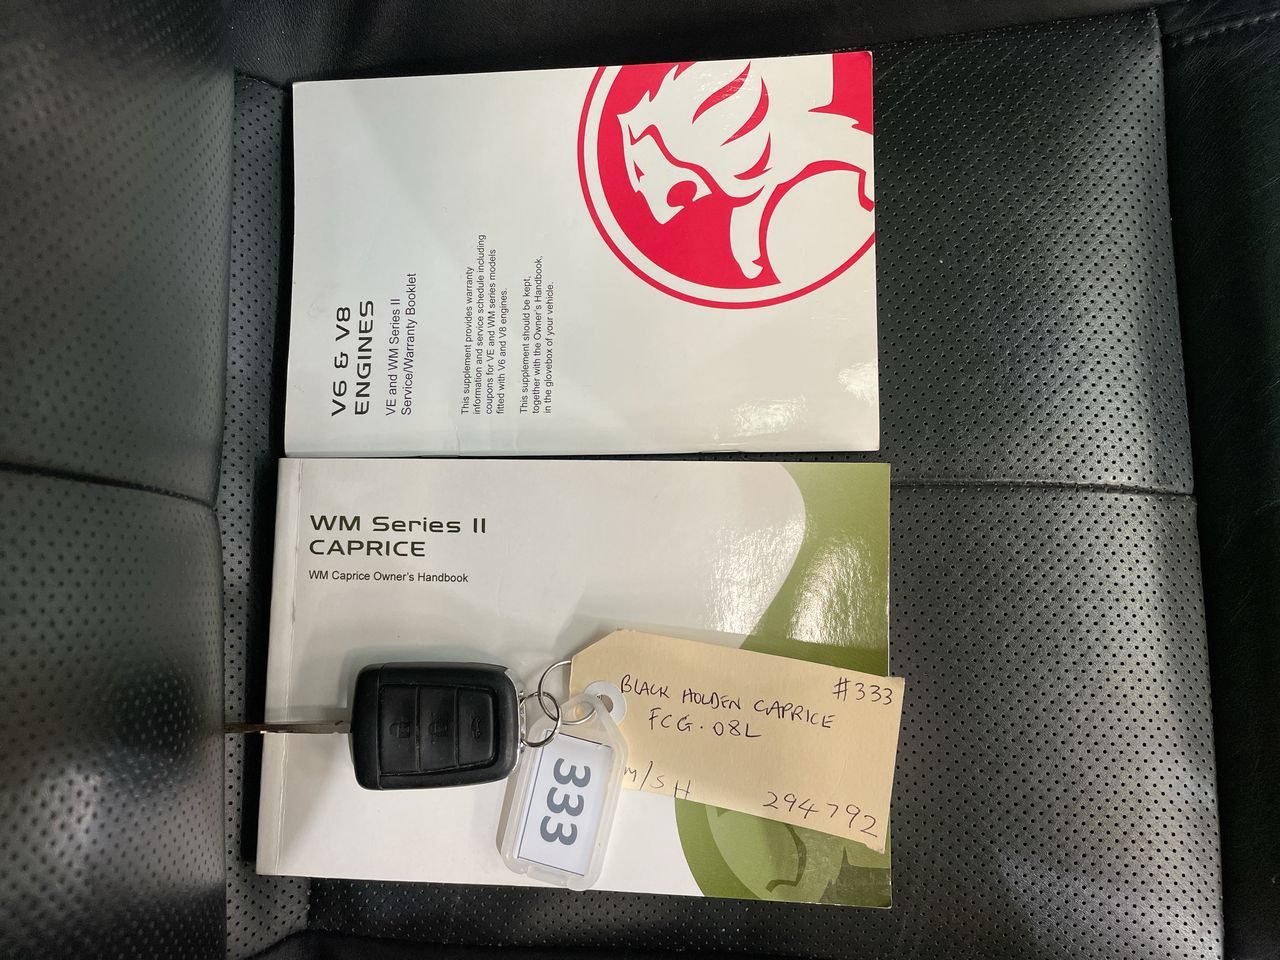 V6 & V8
ENGINES
VE and WM Series II
Service/Warranty Booklet
This supplement provides warranty
information and service schedule including
coupons for VE and WM series models
fitted with V6 and V8 engines.
This supplement should be kept,
together with the Owner's Handbook,
in the glovebox of your vehicle.
WM Series II
CAPRICE
WM Caprice Owner's Handbook
#333
BLACK HOLDEN CAPRICE
FCG·08L
M/SH
294792
333